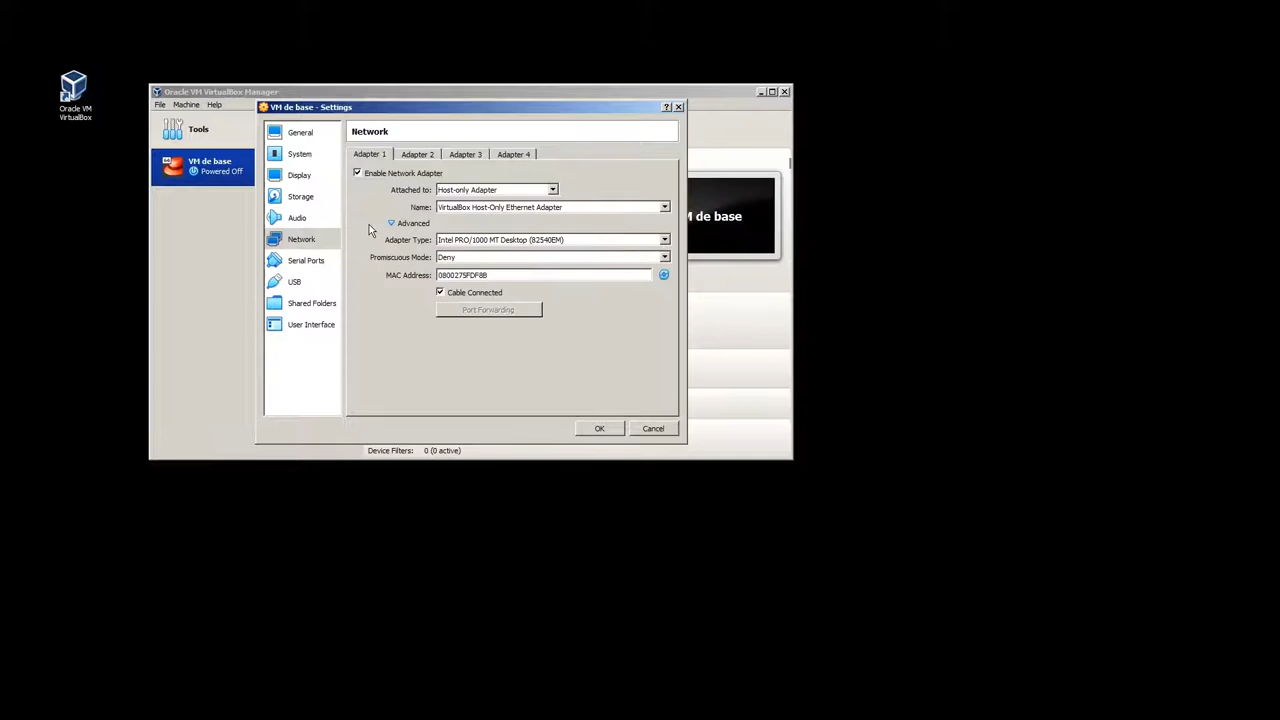 Oracle VM
VirtualBox
Oracle VM VirtualBox Manager
File Machine Help
Tools
VM de base
Powered Off
M de base
Device Filters: 0 (0 active)
VM de base - Settings
General
System
Display
Storage
Audio
Network
Serial Ports
USB
Shared Folders
User Interface
Network
Adapter 1 Adapter 2 Adapter 3 Adapter 4
Enable Network Adapter
Attached to: Host-only Adapter
Name: VirtualBox Host-Only Ethernet Adapter
Advanced
Adapter Type: Intel PRO/1000 MT Desktop (82540EM)
Promiscuous Mode: Deny
MAC Address: 0800275FDF8B
Cable Connected
Port Forwarding
OK Cancel